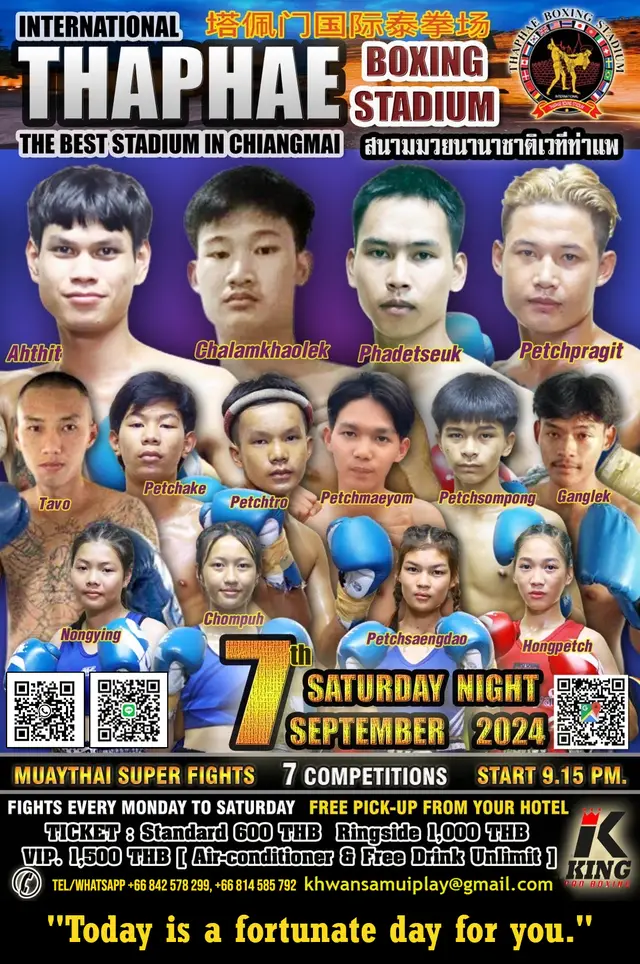 INTERNATIONAL 塔佩门国际泰拳场
THAPHAE BOXING STADIUM
THE BEST STADIUM IN CHIANGMAI
สนามมวยนานาชาติเวทีท่าแพ
THAPHAE BOXING STADIUM
INTERNATIONAL
Ahthit Chalamkhaolek Phadetseuk Petchpragit
Tavo Petchake Petchtro Petchmaeyom Petchsompong Ganglek
Nongying Chompuh Petchsaengdao Hongpetch
7th SATURDAY NIGHT
SEPTEMBER 2024
MUAYTHAI SUPER FIGHTS 7 COMPETITIONS START 9.15 PM.
FIGHTS EVERY MONDAY TO SATURDAY FREE PICK-UP FROM YOUR HOTEL
TICKET : Standard 600 THB Ringside 1,000 THB
VIP. 1,500 THB [ Air-conditioner & Free Drink Unlimit ]
K
KING
PRO BOXING
TEL/WHATSAPP +66 842 578 299, +66 814 585 792 khwansamuiplay@gmail.com
"Today is a fortunate day for you."